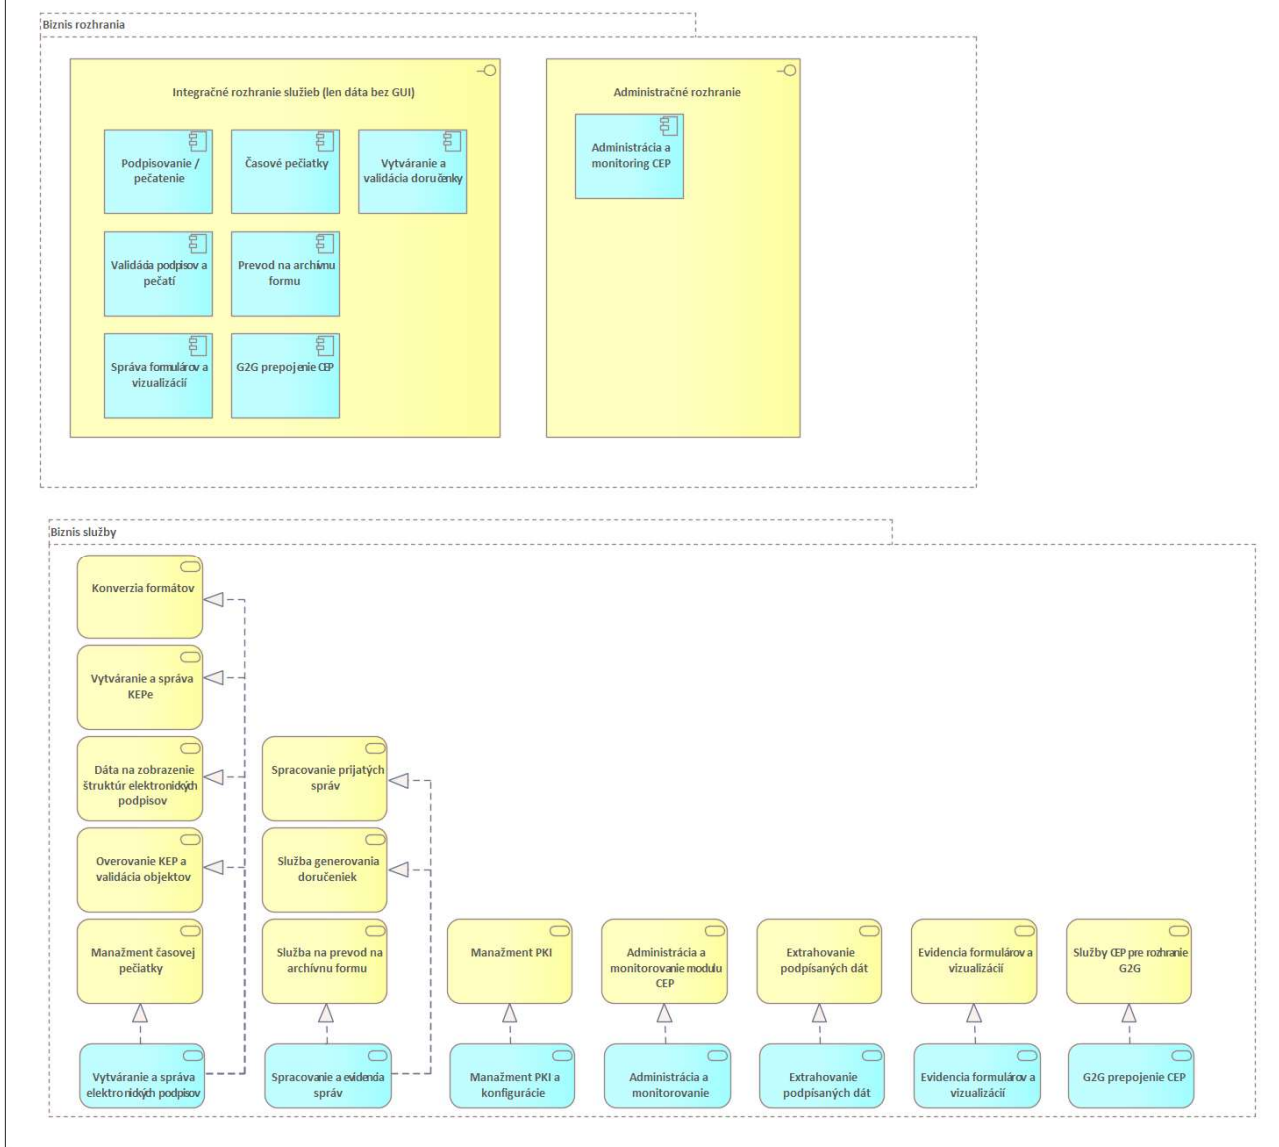 Biznis rozhrania
Integračné rozhranie služieb (len dáta bez GUI)
Administračné rozhranie
Podpisovanie /
pečatenie
Časové pečiatky
Vytváranie a
validácia doručenky
Administrácia a
monitoring CEP
Validácia podpisov a
pečatí
Prevod na archívnu
formu
Správa formulárov a
vizualizácií
G2G prepojenie CEP
Biznis služby
Konverzia formátov
Vytváranie a správa
KEPe
Dáta na zobrazenie
štruktúr elektronických
podpisov
Spracovanie prijatých
správ
Overovanie KEP a
validácia objektov
Služba generovania
doručeniek
Manažment časovej
pečiatky
Služba na prevod na
archívnu formu
Manažment PKI
Administrácia a
monitorovanie modulu
CEP
Extrahovanie
podpísaných dát
Evidencia formulárov a
vizualizácií
Služby CEP pre rozhranie
G2G
Vytváranie a správa
elektronických podpisov
Spracovanie a evidencia
správ
Manažment PKI a
konfigurácie
Administrácia a
monitorovanie
Extrahovanie
podpísaných dát
Evidencia formulárov a
vizualizácií
G2G prepojenie CEP